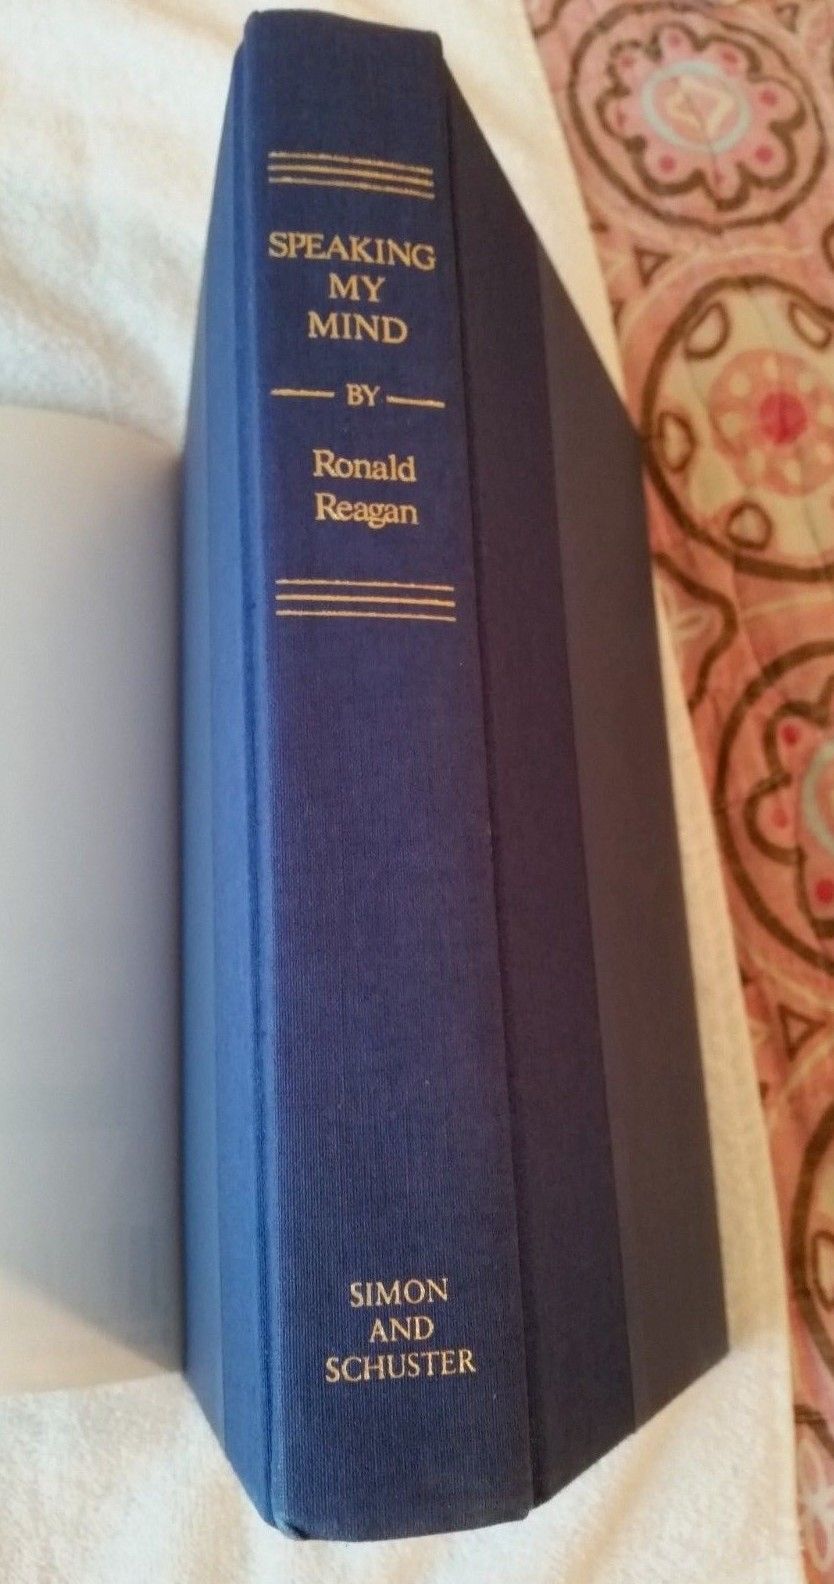 SPEAKING
MY
MIND
BY
Ronald
Reagan
SIMON
AND
SCHUSTER